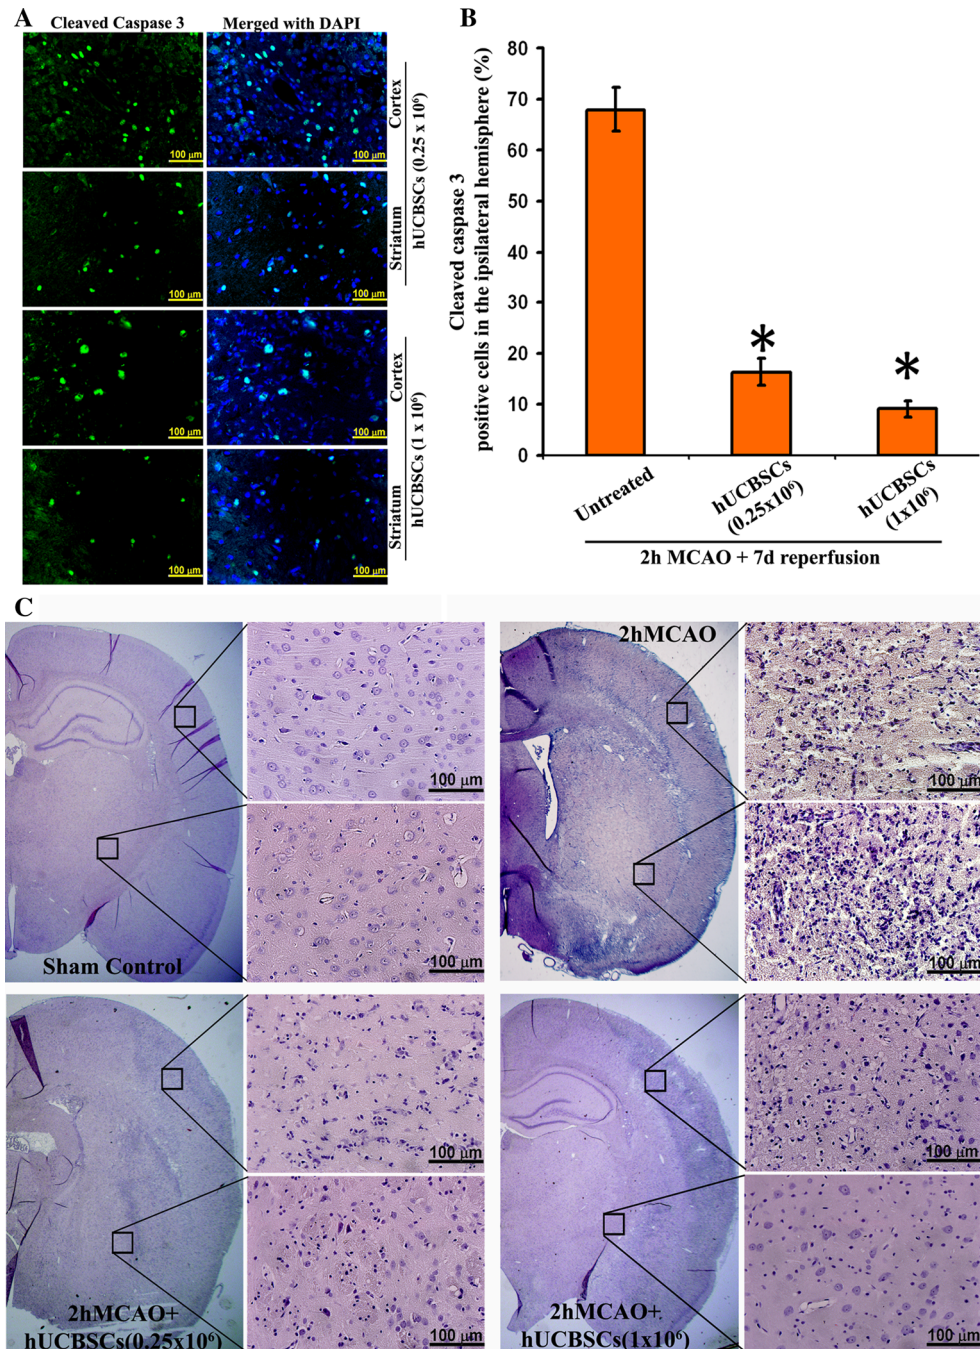 A
Cleaved Caspase 3
Merged with DAPI
100 µm
100 µm
Cortex
100 µm
100 µm
Striatum
hUCBSCs (0.25 x 10⁶)
100 µm
100 µm
Cortex
100 µm
100 µm
Striatum
hUCBSCs (1 x 10⁶)
B
Cleaved caspase 3
positive cells in the ipsilateral hemisphere (%)
80
70
60
50
40
30
20
10
0
*
*
Untreated
hUCBSCs
(0.25x10⁶)
hUCBSCs
(1x10⁶)
2h MCAO + 7d reperfusion
C
Sham Control
100 µm
100 µm
2hMCAO
100 µm
100 µm
2hMCAO+
hUCBSCs(0.25x10⁶)
100 µm
100 µm
2hMCAO+
hUCBSCs(1x10⁶)
100 µm
100 µm